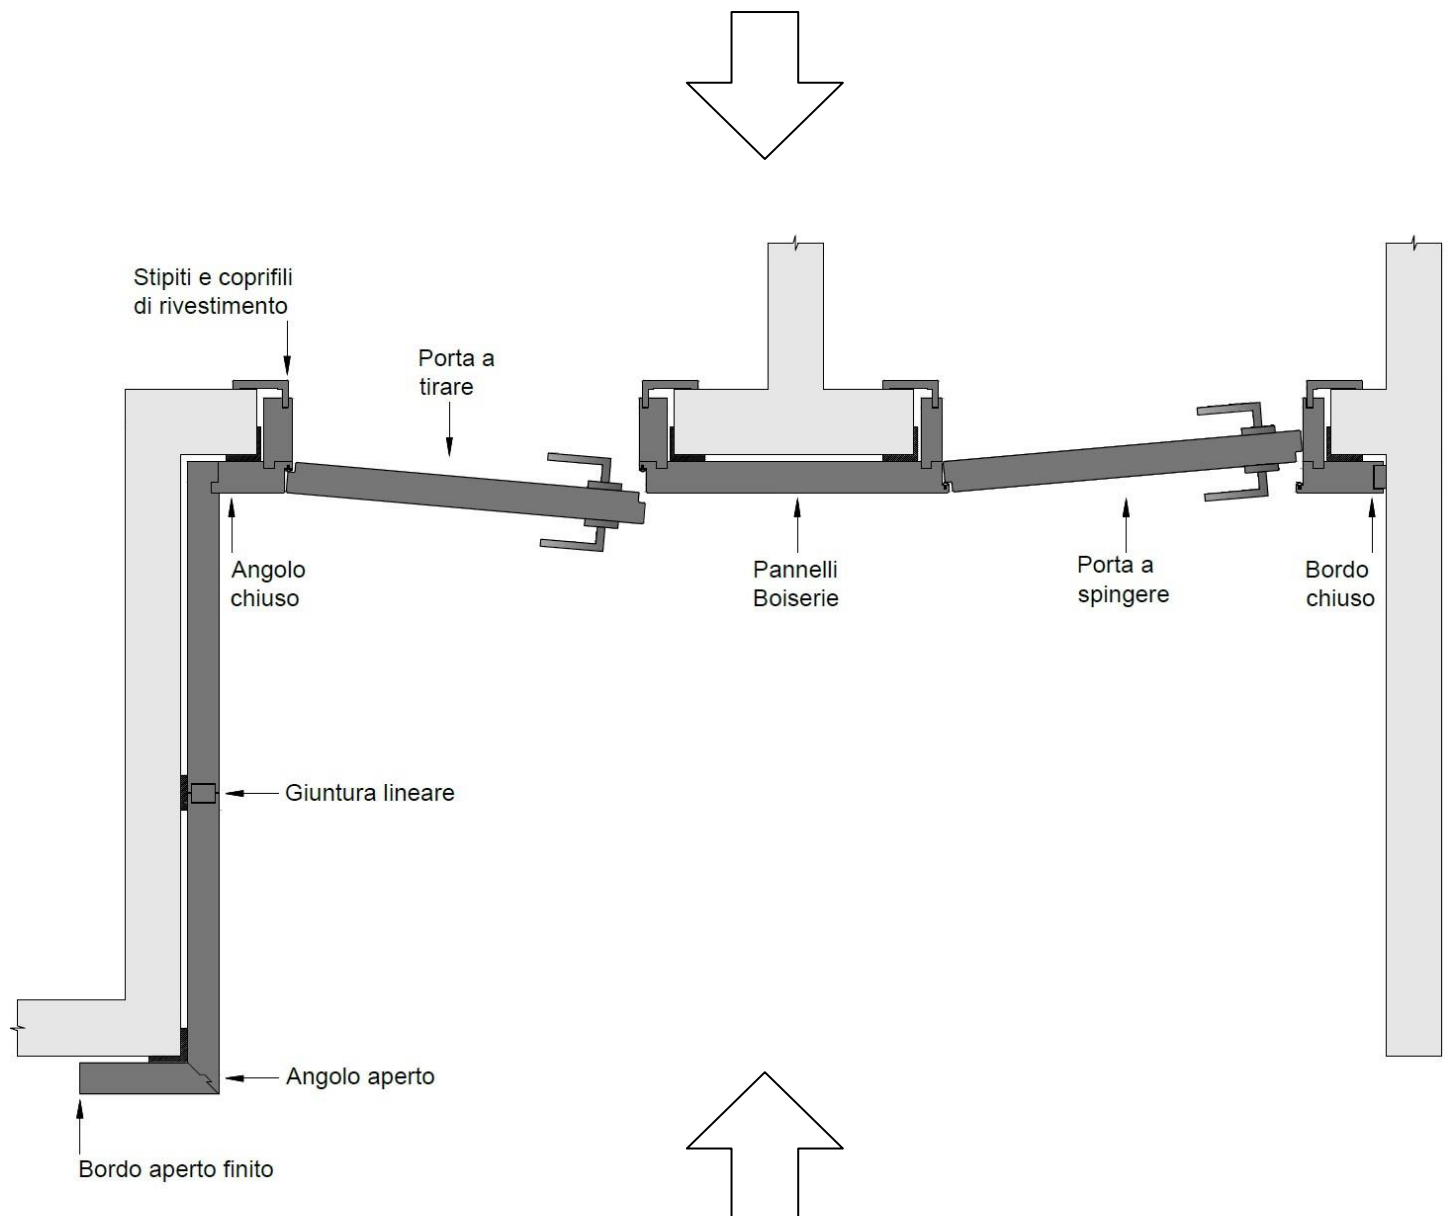 Stipiti e coprifili
di rivestimento
Porta a
tirare
Angolo
chiuso
Pannelli
Boiserie
Porta a
spingere
Bordo
chiuso
Giuntura lineare
Angolo aperto
Bordo aperto finito